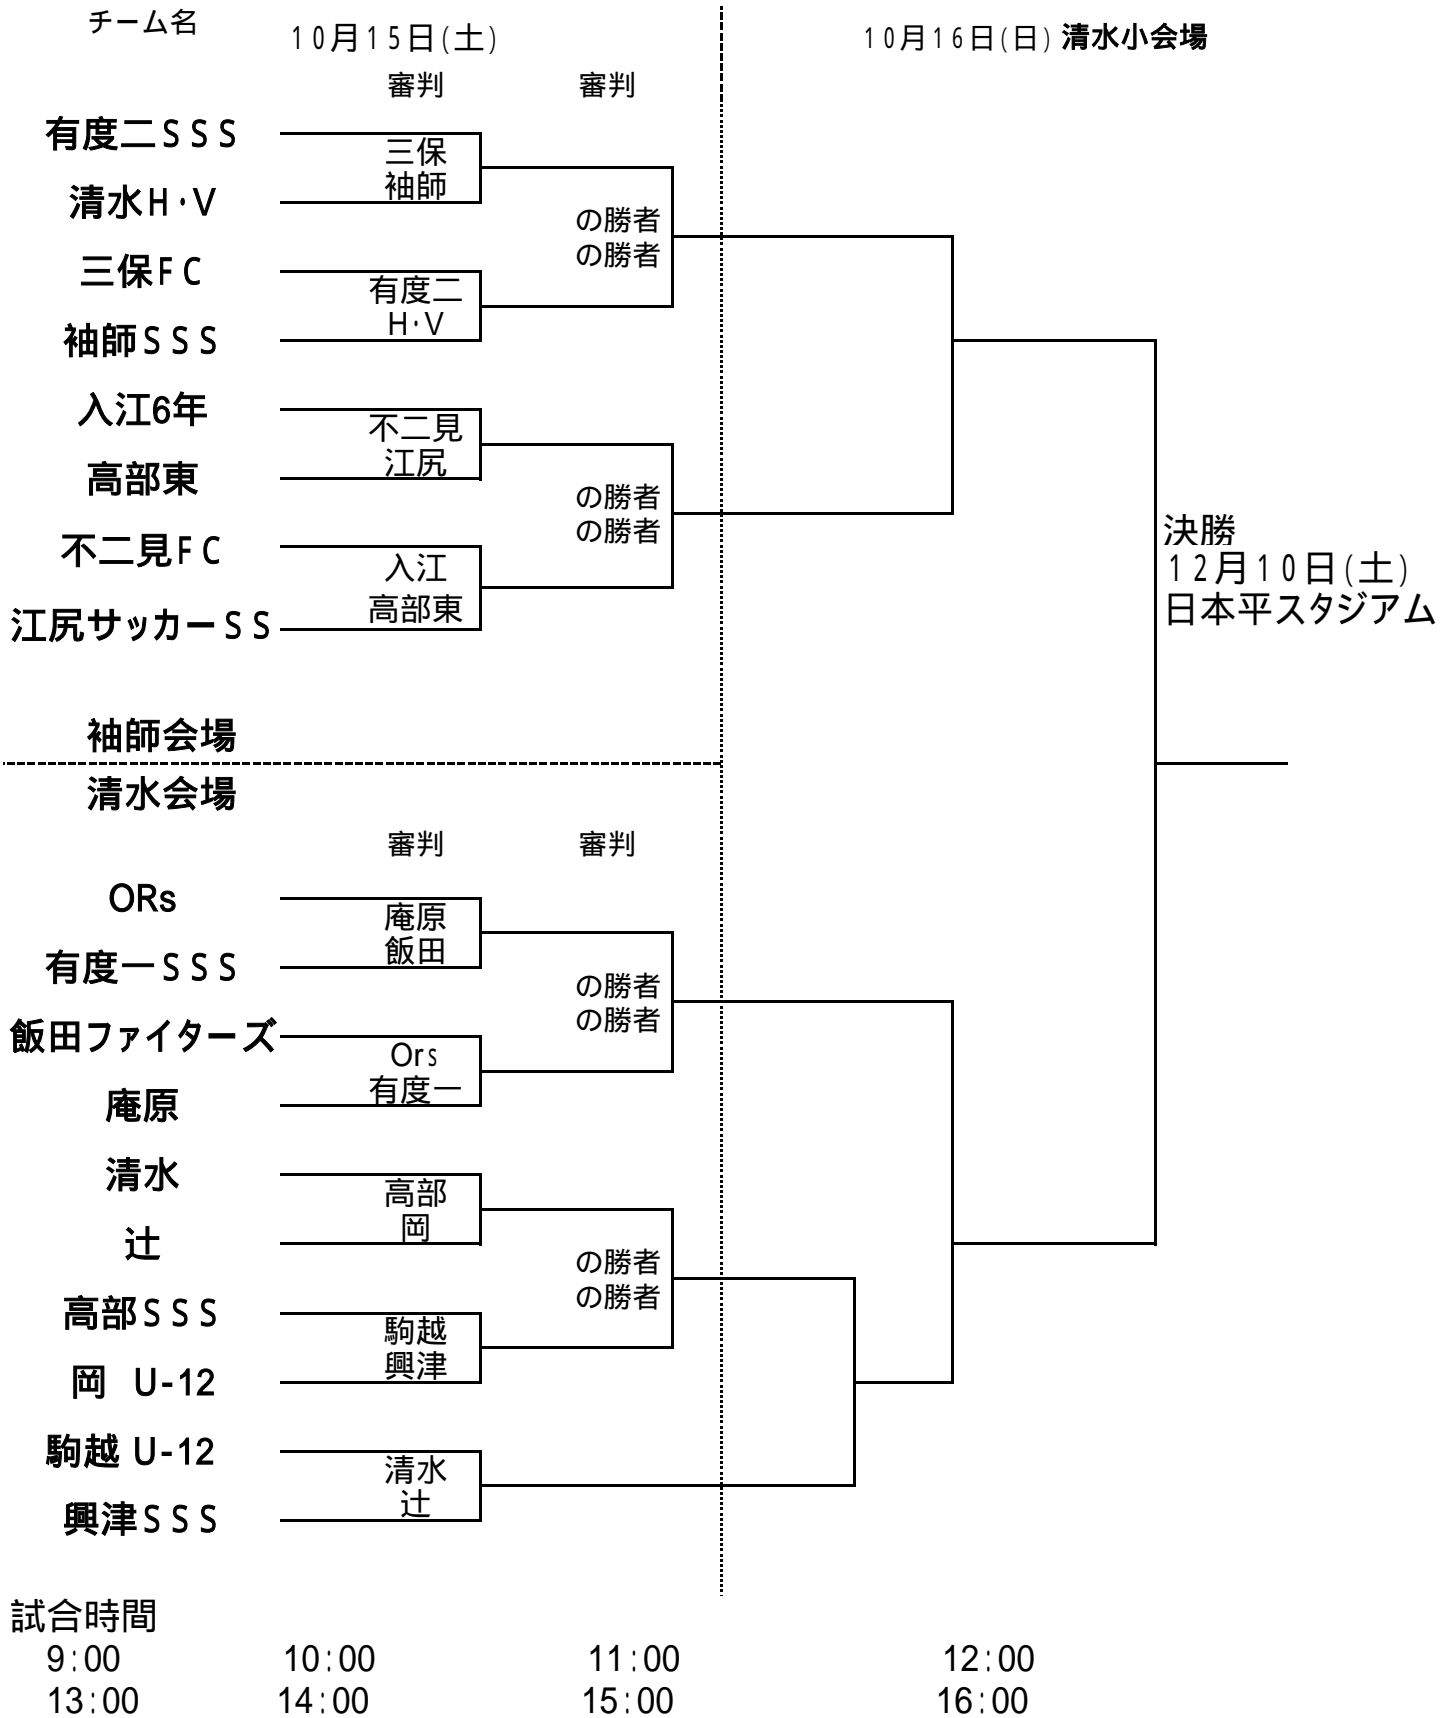 チーム名
１０月１５日(土)
１０月１６日(日) 清水小会場
審判
審判
有度二ＳＳＳ
三保
袖師
清水Ｈ･Ｖ
の勝者
の勝者
三保ＦＣ
有度二
Ｈ･Ｖ
袖師ＳＳＳ
入江6年
不二見
江尻
高部東
の勝者
の勝者
不二見ＦＣ
入江
高部東
江尻サッカーＳＳ
決勝
１２月１０日(土)
日本平スタジアム
袖師会場
清水会場
審判
審判
ORs
庵原
飯田
有度一ＳＳＳ
の勝者
の勝者
飯田ファイターズ
Ors
有度一
庵原
清水
高部
岡
辻
の勝者
の勝者
高部ＳＳＳ
駒越
興津
岡 U-12
駒越 U-12
清水
辻
興津ＳＳＳ
試合時間
9:00 10:00 11:00 12:00
13:00 14:00 15:00 16:00